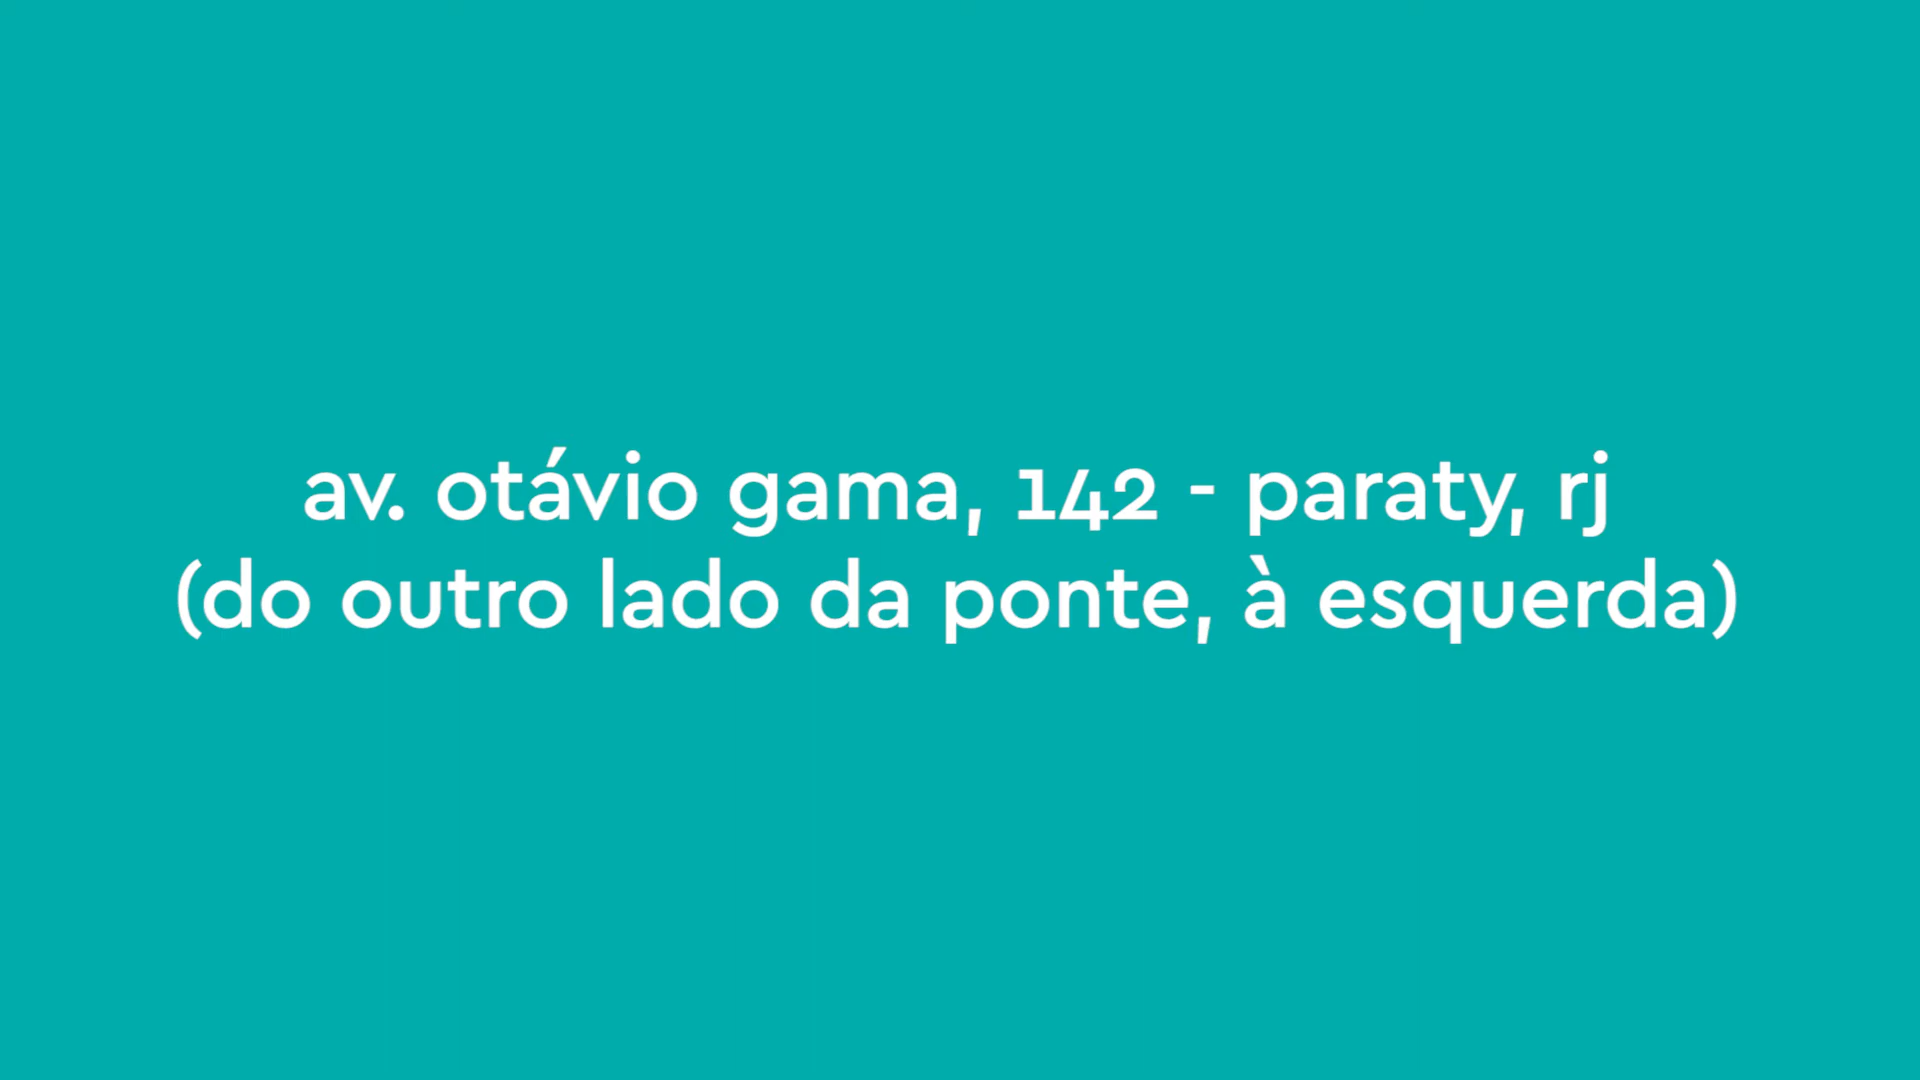 av. otávio gama, 142 - paraty, rj
(do outro lado da ponte, à esquerda)